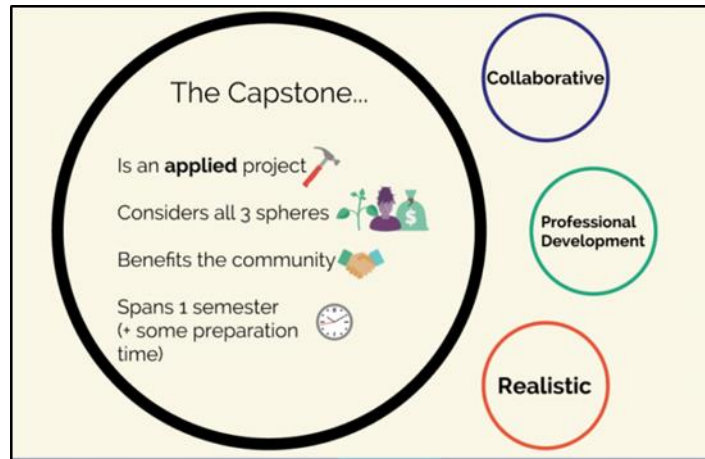 The Capstone...
Is an applied project
Considers all 3 spheres
$
Benefits the community
Spans 1 semester
(+ some preparation
time)
Collaborative
Professional
Development
Realistic